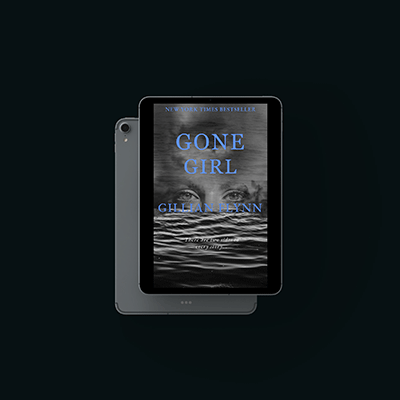 NEW YORK TIMES BESTSELLER
GONE
GIRL
GILLIAN FLYNN
There are two sides to
every story...